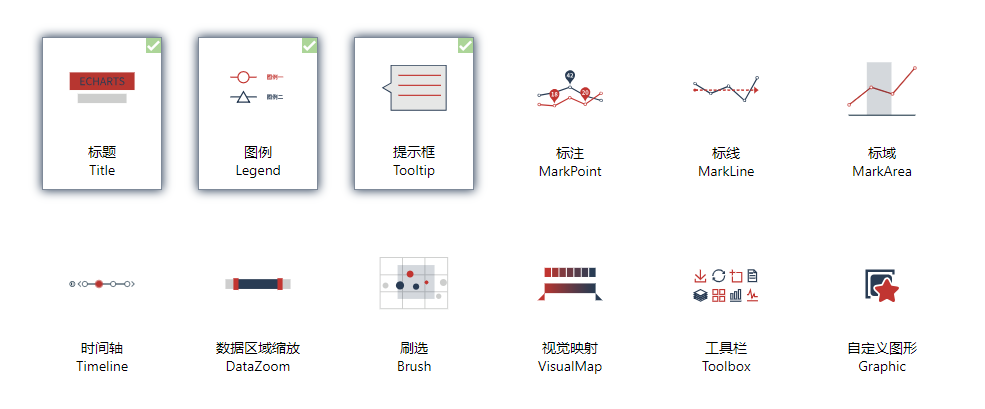 ECHARTS
图例一
图例二
42
18
20
标题
图例
提示框
标注
标线
标域
Title
Legend
Tooltip
MarkPoint
MarkLine
MarkArea
时间轴
数据区域缩放
刷选
视觉映射
工具栏
自定义图形
Timeline
DataZoom
Brush
VisualMap
Toolbox
Graphic